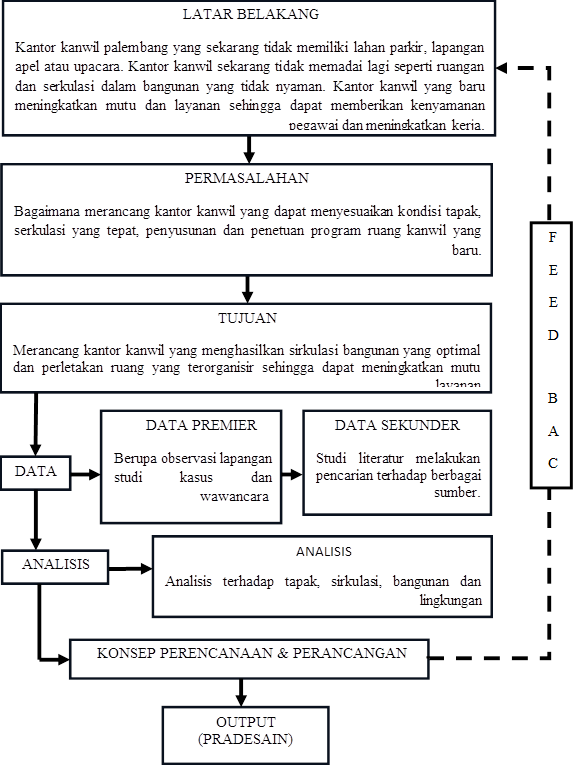 LATAR BELAKANG
Kantor kanwil palembang yang sekarang tidak memiliki lahan parkir, lapangan
apel atau upacara. Kantor kanwil sekarang tidak memadai lagi seperti ruangan
dan serkulasi dalam bangunan yang tidak nyaman. Kantor kanwil yang baru
meningkatkan mutu dan layanan sehingga dapat memberikan kenyamanan
pegawai dan meningkatkan kerja.
PERMASALAHAN
Bagaimana merancang kantor kanwil yang dapat menyesuaikan kondisi tapak,
serkulasi yang tepat, penyusunan dan penetuan program ruang kanwil yang
baru.
TUJUAN
Merancang kantor kanwil yang menghasilkan sirkulasi bangunan yang optimal
dan perletakan ruang yang terorganisir sehingga dapat meningkatkan mutu
layanan
DATA
DATA PREMIER
Berupa observasi lapangan
studi kasus dan
wawancara
DATA SEKUNDER
Studi literatur melakukan
pencarian terhadap berbagai
sumber.
ANALISIS
ANALISIS
Analisis terhadap tapak, sirkulasi, bangunan dan
lingkungan
KONSEP PERENCANAAN & PERANCANGAN
OUTPUT
(PRADESAIN)
F
E
E
D
B
A
C